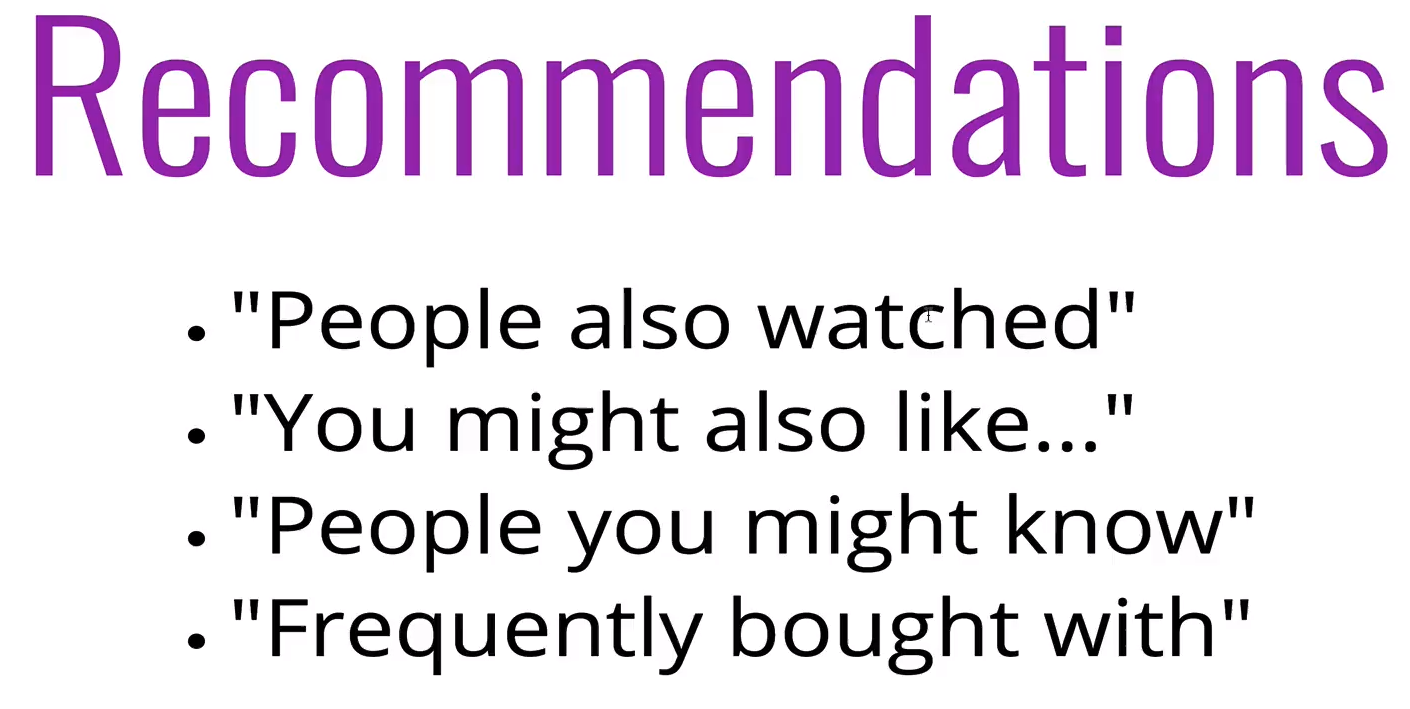 Recommendations
• "People also watched"
• "You might also like..."
• "People you might know"
• "Frequently bought with"